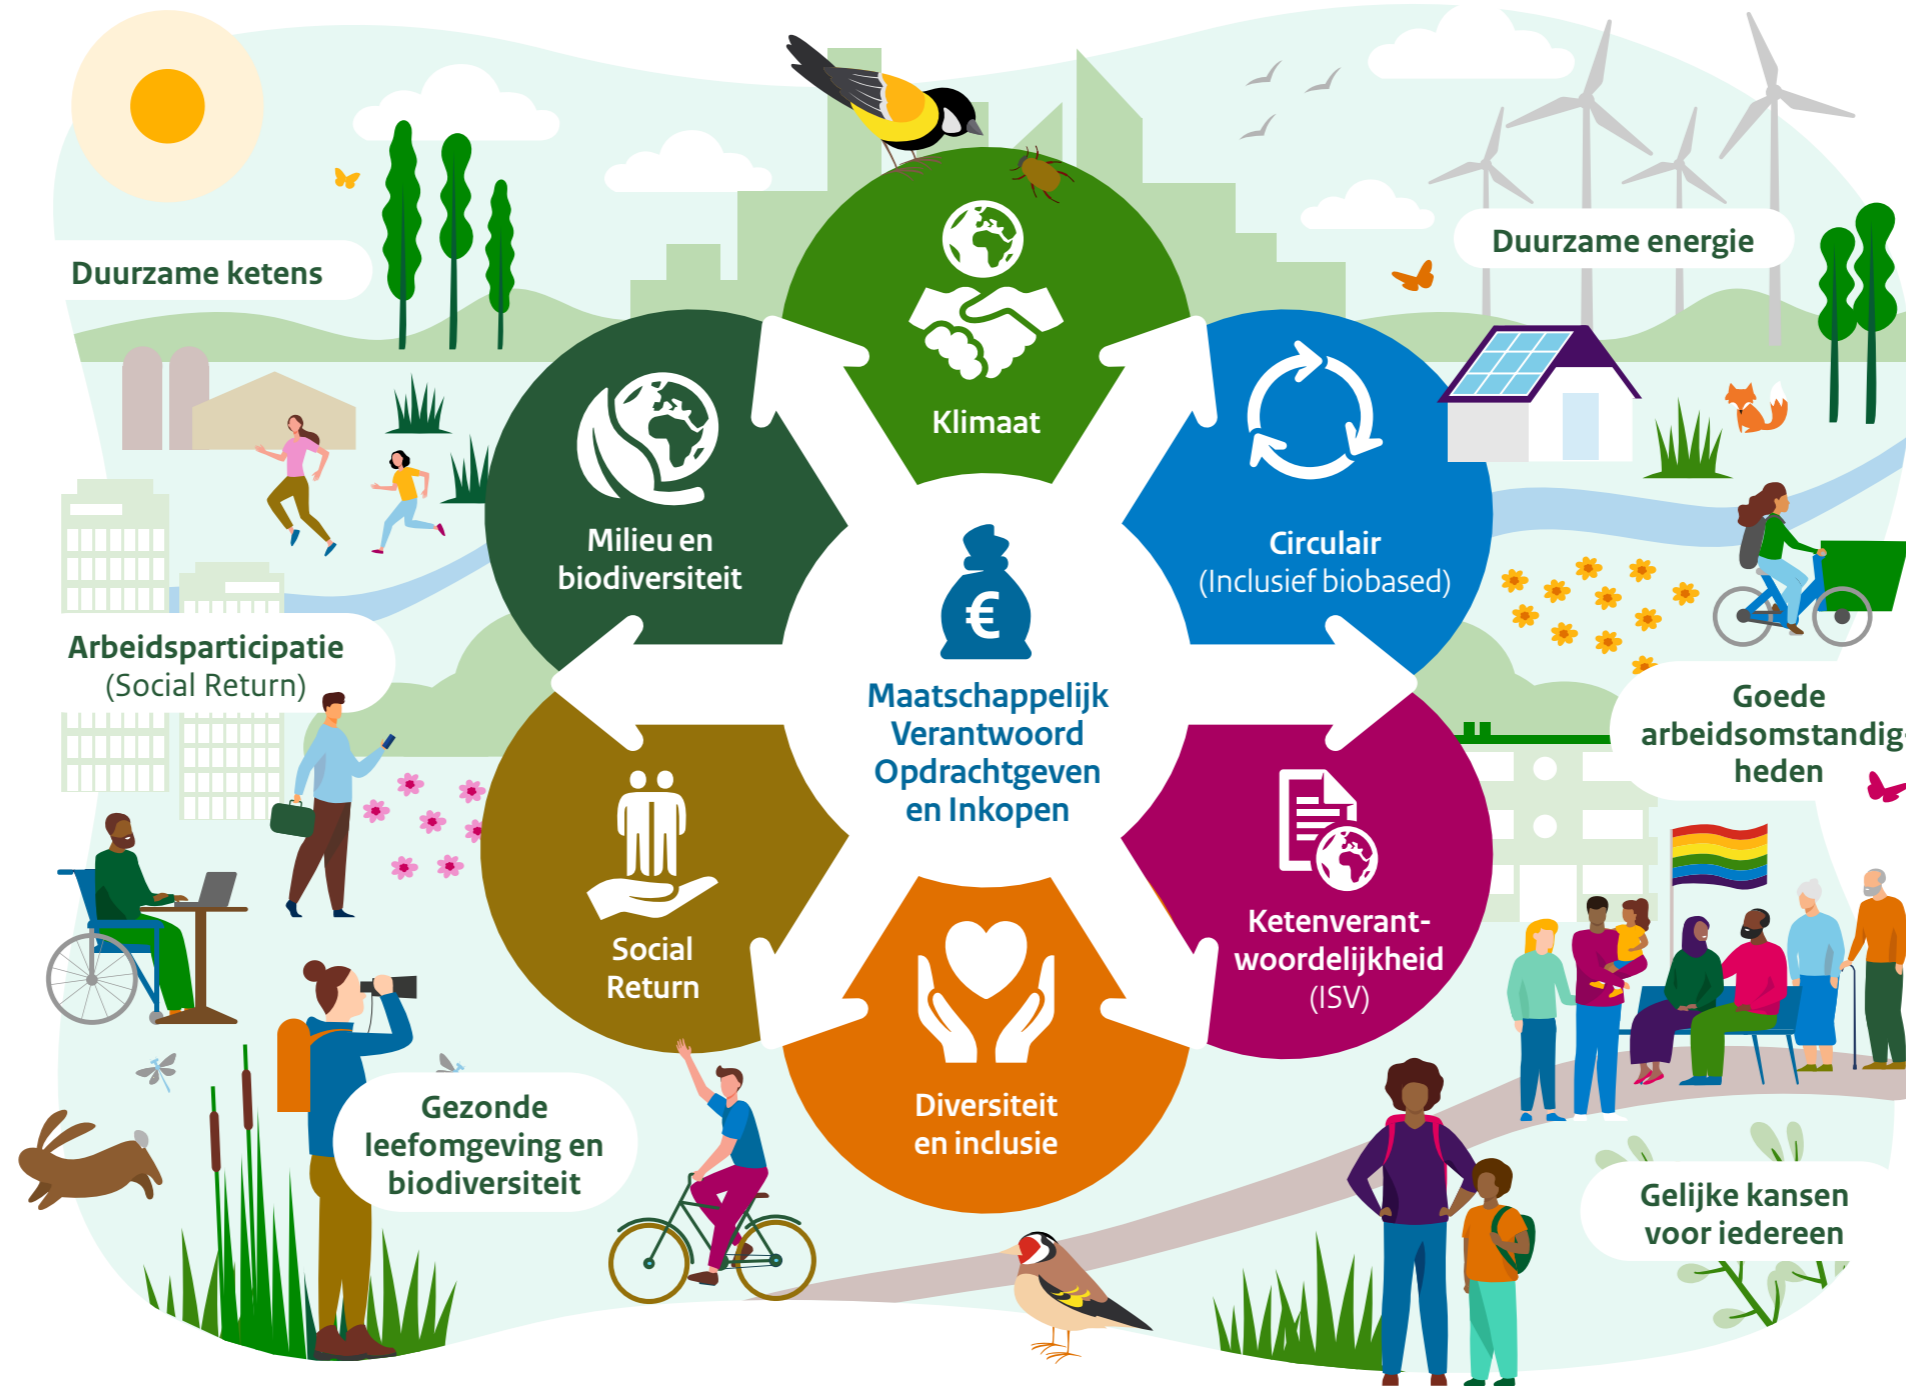 Duurzame ketens
Duurzame energie
Klimaat
Milieu en
biodiversiteit
Circulair
(Inclusief biobased)
€
Maatschappelijk
Verantwoord
Opdrachtgeven
en Inkopen
Arbeidsparticipatie
(Social Return)
Goede
arbeidsomstandig-
heden
Social
Return
Ketenverant-
woordelijkheid
(ISV)
Diversiteit
en inclusie
Gezonde
leefomgeving en
biodiversiteit
Gelijke kansen
voor iedereen